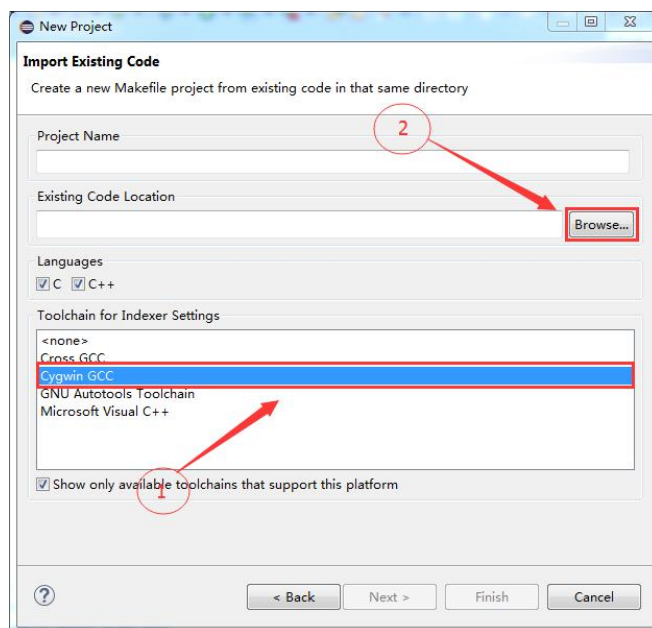 New Project
Import Existing Code
Create a new Makefile project from existing code in that same directory
2
Project Name
Existing Code Location
Browse...
Languages
C C++
Toolchain for Indexer Settings
<none>
Cross GCC
Cygwin GCC
GNU Autotools Toolchain
Microsoft Visual C++
Show only available toolchains that support this platform
1
? < Back Next > Finish Cancel